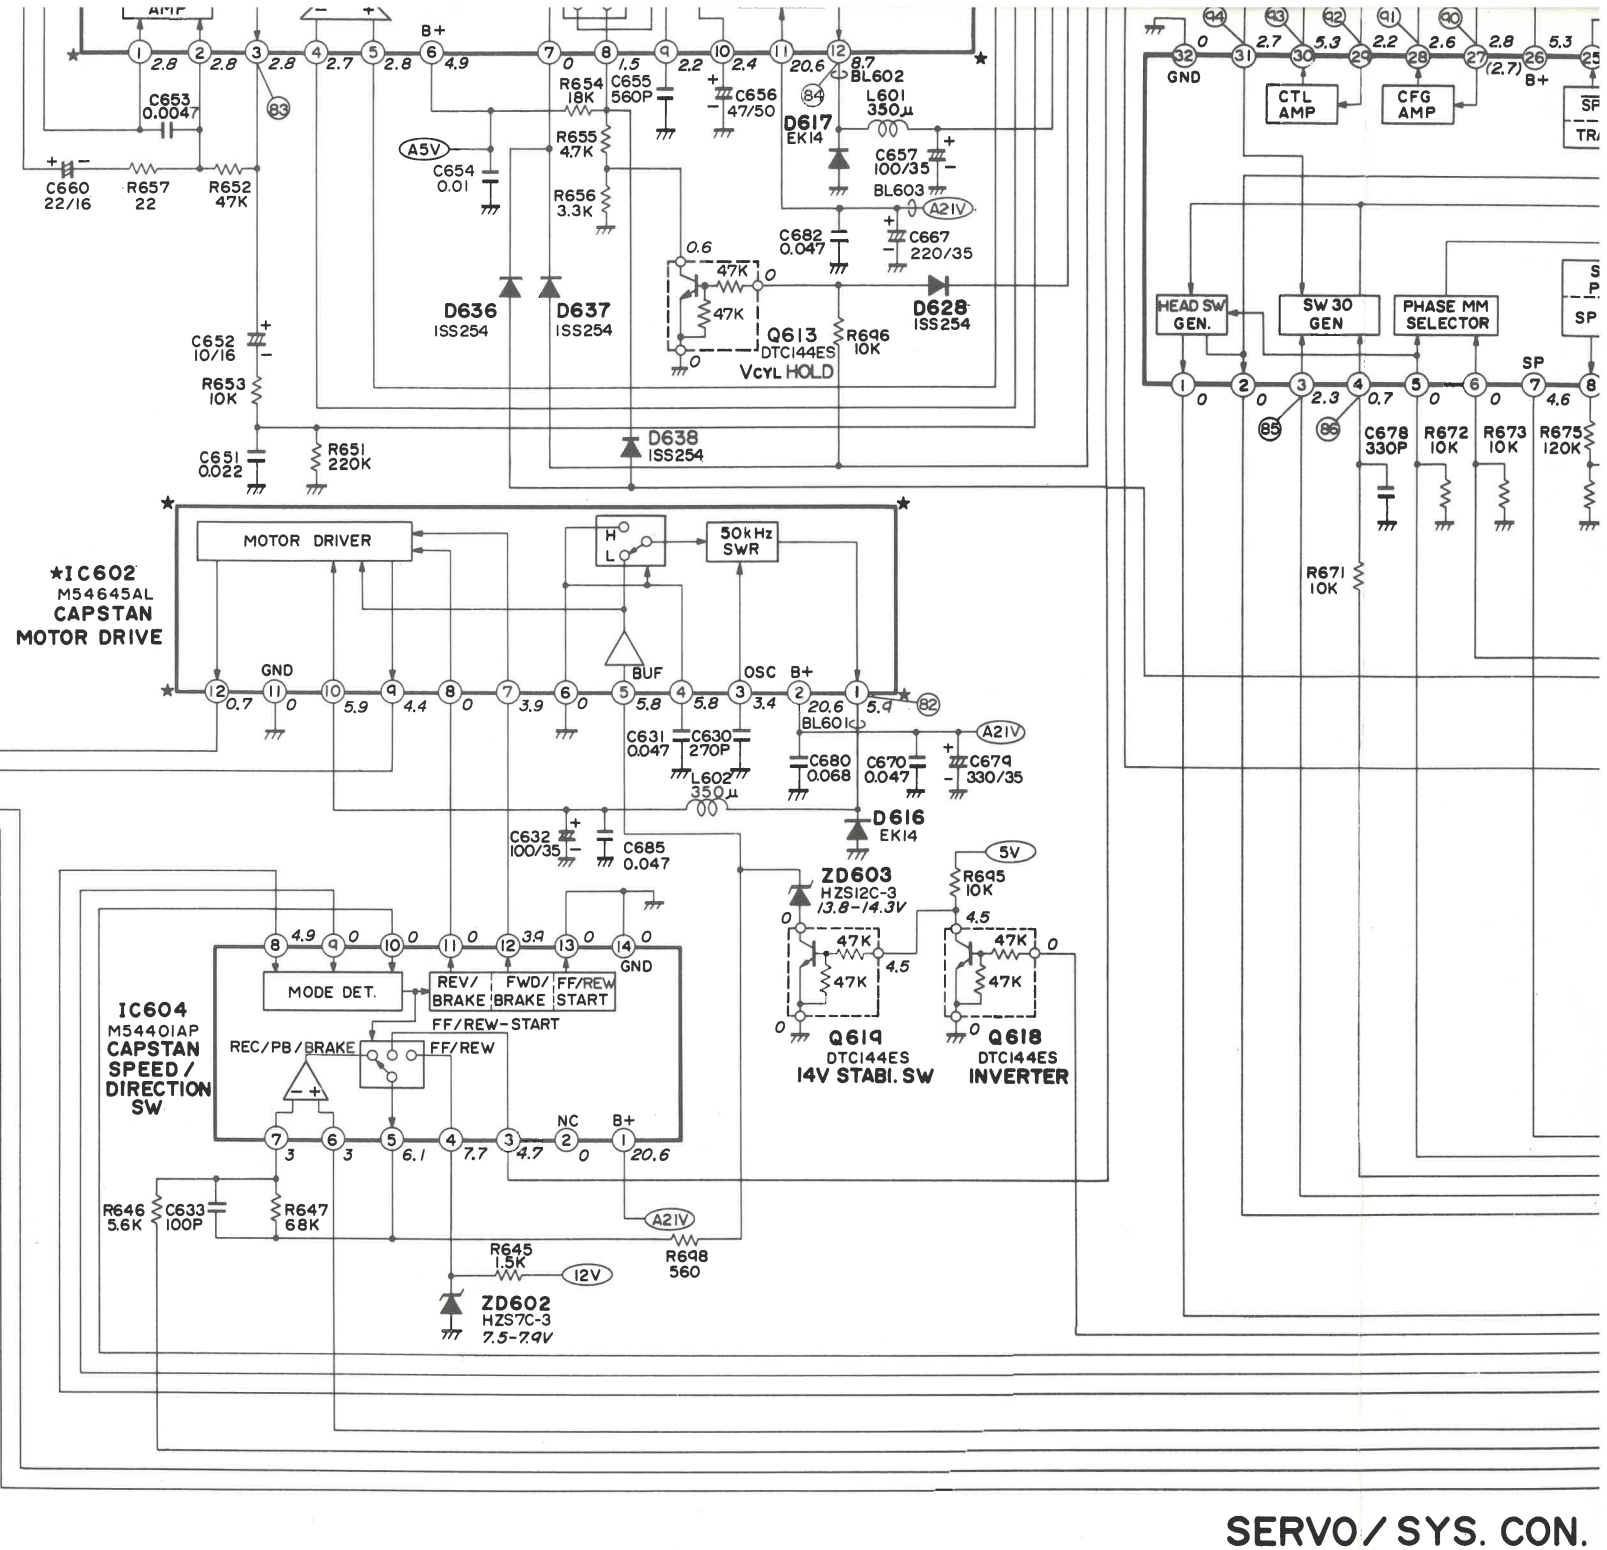 AMP
− +
B+
1 2 3 4 5 6 7 8 9 10 11 12
2.8 2.8 2.8 2.7 2.8 4.9 0 1.5 2.2 2.4 20.6 8.7
83
84
BL602
C653
0.0047
R654
18K
C655
560P
C656
47/50
L601
350μ
D617
EK14
R655
4.7K
A5V
C654
0.01
C657
100/35
C660
22/16
R657
22
R652
47K
R656
3.3K
BL603
A21V
C682
0.047
C667
220/35
0.6
47K
0
47K
D636
1SS254
D637
1SS254
D628
1SS254
Q613
DTC144ES
VCYL HOLD
0
R696
10K
C652
10/16
R653
10K
D638
1SS254
C651
0.022
R651
220K
94 93 92 91 90
32 31 30 29 28 27 26 25
0 2.7 5.3 2.2 2.6 2.8 (2.7) 5.3
GND
B+
CTL
AMP
CFG
AMP
SP
HEAD SW
GEN.
SW 30
GEN
PHASE MM
SELECTOR
SP
SP
1 2 3 4 5 6 7 8
0 0 2.3 0.7 0 0 4.6
85
86
C678
330P
R672
10K
R673
10K
R675
120K
R671
10K
★IC602
M54645AL
CAPSTAN
MOTOR DRIVE
MOTOR DRIVER
H
L
50kHz
SWR
GND
BUF
OSC
B+
12 11 10 9 8 7 6 5 4 3 2 1
0.7 0 5.9 4.4 0 3.9 0 5.8 5.8 3.4 20.6 5.9
82
BL601
C631
0.047
C630
270P
A21V
C680
0.068
C670
0.047
C679
330/35
L602
350μ
C632
100/35
C685
0.047
D616
EK14
5V
ZD603
HZS12C-3
13.8-14.3V
R695
10K
0
4.5
47K
4.5
47K
0
Q619
DTC144ES
14V STABI. SW
47K
0
47K
0
Q618
DTC144ES
INVERTER
8 9 10 11 12 13 14
4.9 0 0 0 3.9 0 0
GND
MODE DET.
REV/
BRAKE
FWD/
BRAKE
FF/REW
START
IC604
M54401AP
CAPSTAN
SPEED/
DIRECTION
SW
FF/REW-START
REC/PB/BRAKE
FF/REW
− +
NC
B+
7 6 5 4 3 2 1
3 3 6.1 7.7 4.7 0 20.6
R646
5.6K
C633
100P
R647
68K
A21V
R698
560
R645
1.5K
12V
ZD602
HZS7C-3
7.5-7.9V
SERVO/SYS. CON.